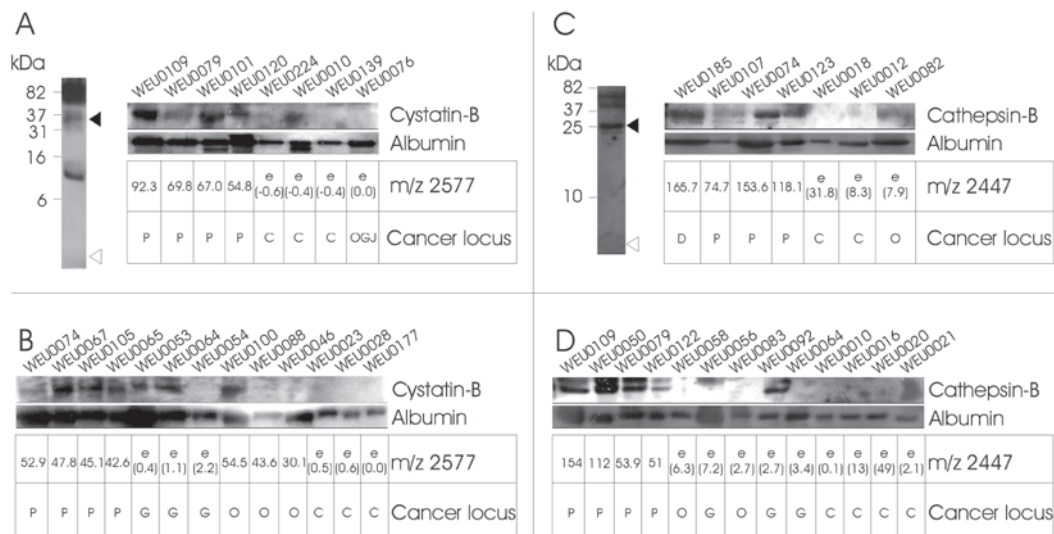 A
kDa
82
37
31
16
6
WEU0109 WEU0079 WEU0101 WEU0120 WEU0224 WEU0010 WEU0139 WEU0076
Cystatin-B
Albumin
92.3 69.8 67.0 54.8 e (-0.6) e (-0.4) e (-0.4) e (0.0) m/z 2577
P P P P C C C OGJ Cancer locus
C
kDa
82
37
25
10
WEU0185 WEU0107 WEU0074 WEU0123 WEU0018 WEU0012 WEU0082
Cathepsin-B
Albumin
165.7 74.7 153.6 118.1 e (31.8) e (8.3) e (7.9) m/z 2447
D P P P C C O Cancer locus
B
WEU0074 WEU0067 WEU0105 WEU0065 WEU0053 WEU0064 WEU0054 WEU0100 WEU0088 WEU0046 WEU0023 WEU0028 WEU0177
Cystatin-B
Albumin
52.9 47.8 45.1 42.6 e (0.4) e (1.1) e (2.2) 54.5 43.6 30.1 e (0.5) e (0.6) e (0.0) m/z 2577
P P P P G G G O O O C C C Cancer locus
D
WEU0109 WEU0050 WEU0079 WEU0122 WEU0058 WEU0056 WEU0083 WEU0092 WEU0064 WEU0010 WEU0016 WEU0020 WEU0021
Cathepsin-B
Albumin
154 112 53.9 51 e (6.3) e (7.2) e (2.7) e (2.7) e (3.4) e (0.1) e (13) e (49) e (2.1) m/z 2447
P P P P O G O G G C C C C Cancer locus